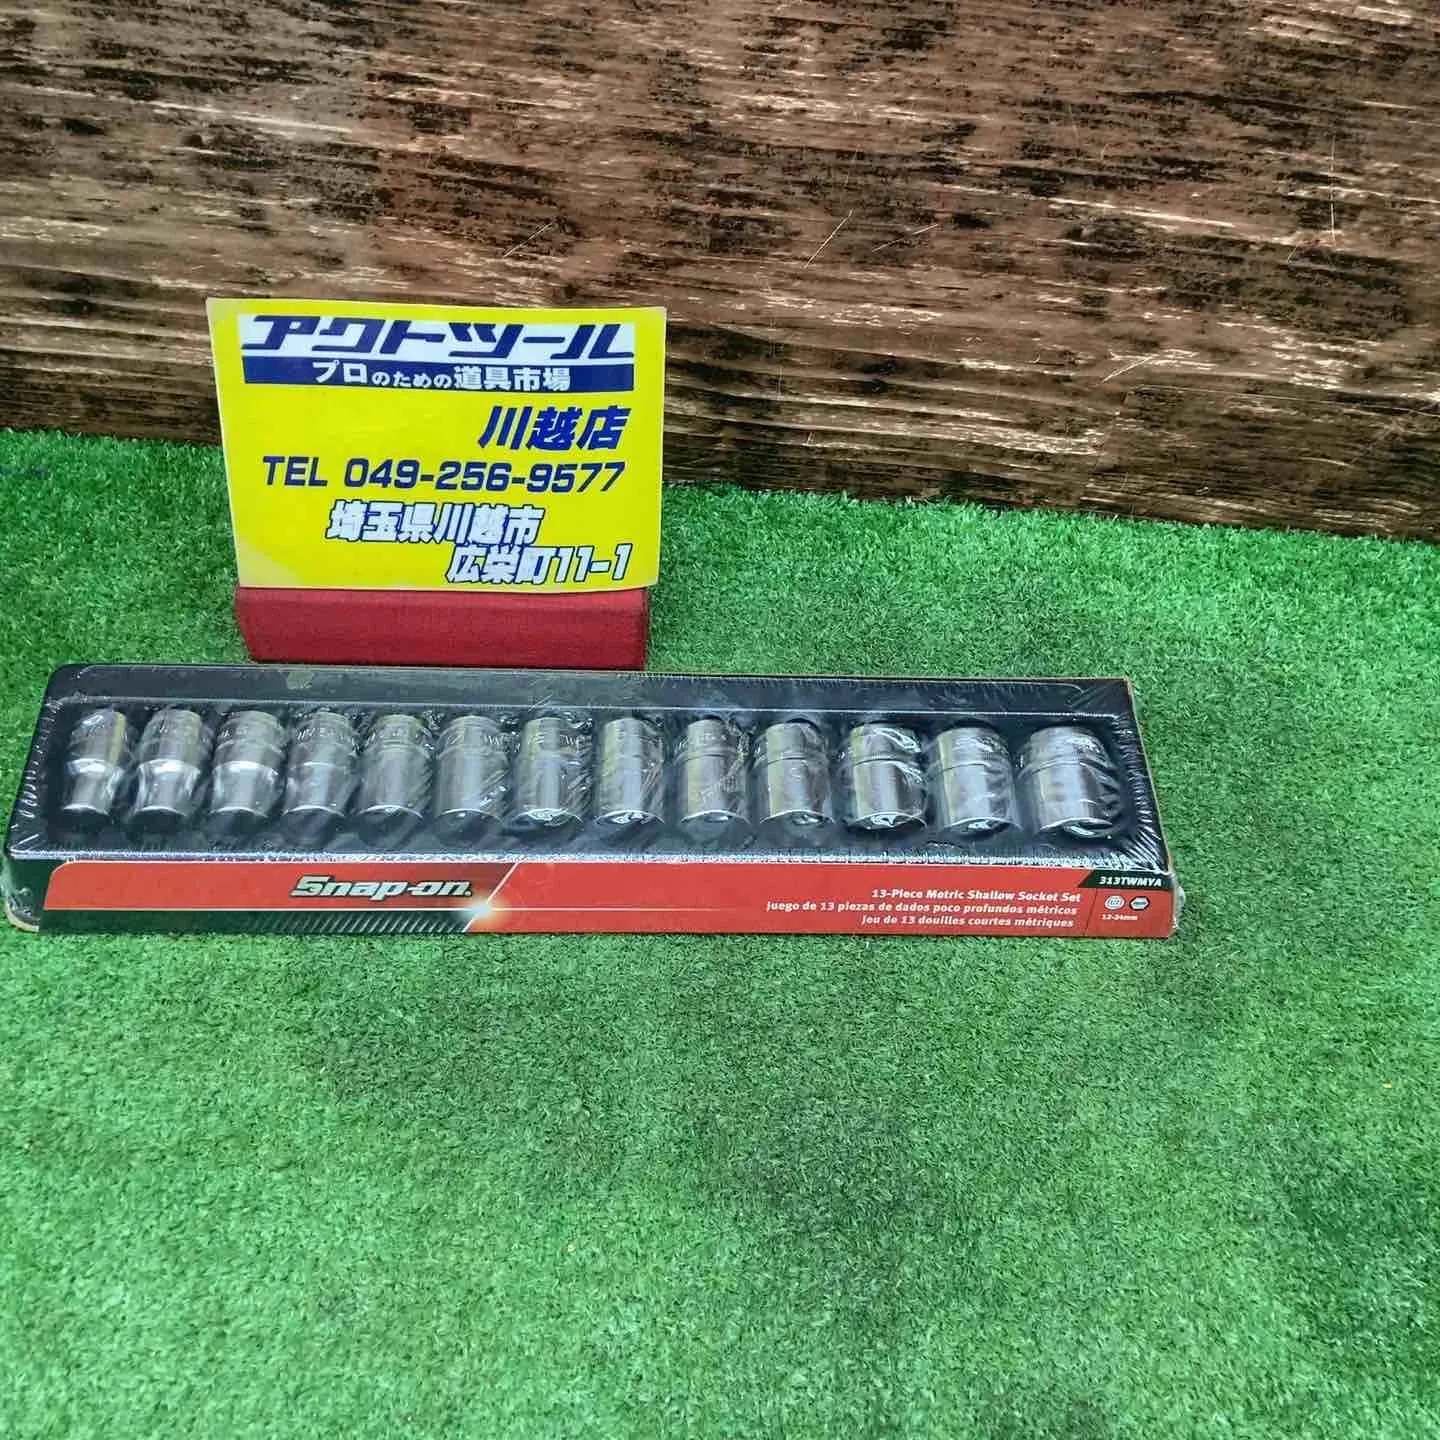 アクトツール
プロのための道具市場
川越店
TEL 049-256-9577
埼玉県川越市
広栄町11-1
Snap-on
313TWMYA
13-Piece Metric Shallow Socket Set
Juego de 13 piezas de dados poco profundos métricos
Jeu de 13 douilles courtes métriques
12-24mm